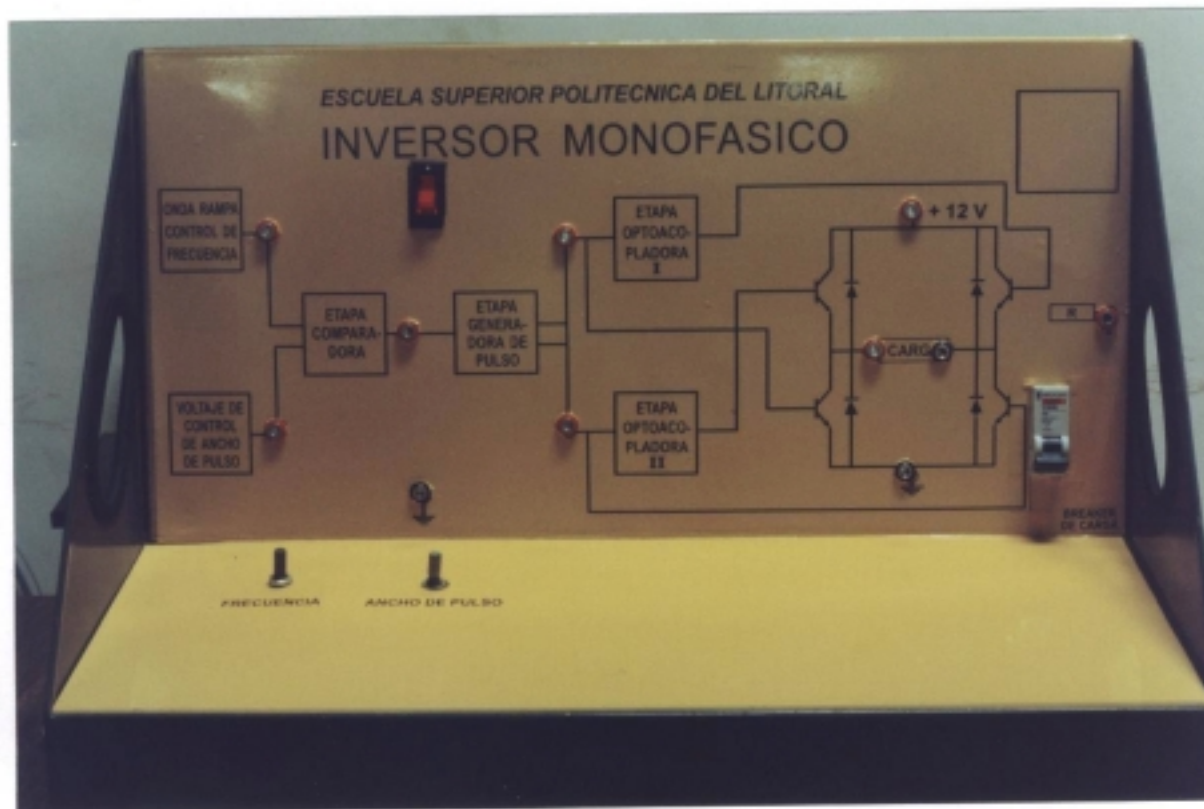 ESCUELA SUPERIOR POLITECNICA DEL LITORAL
INVERSOR MONOFASICO
ONDA RAMPA
CONTROL DE
FRECUENCIA
ETAPA
COMPARA-
DORA
VOLTAJE DE
CONTROL
DE ANCHO
DE PULSO
ETAPA
GENERA-
DORA DE
PULSO
ETAPA
OPTOACO-
PLADORA
I
ETAPA
OPTOACO-
PLADORA
II
+ 12 V
CARG
R
BREAKER
DE CARGA
FRECUENCIA
ANCHO DE PULSO